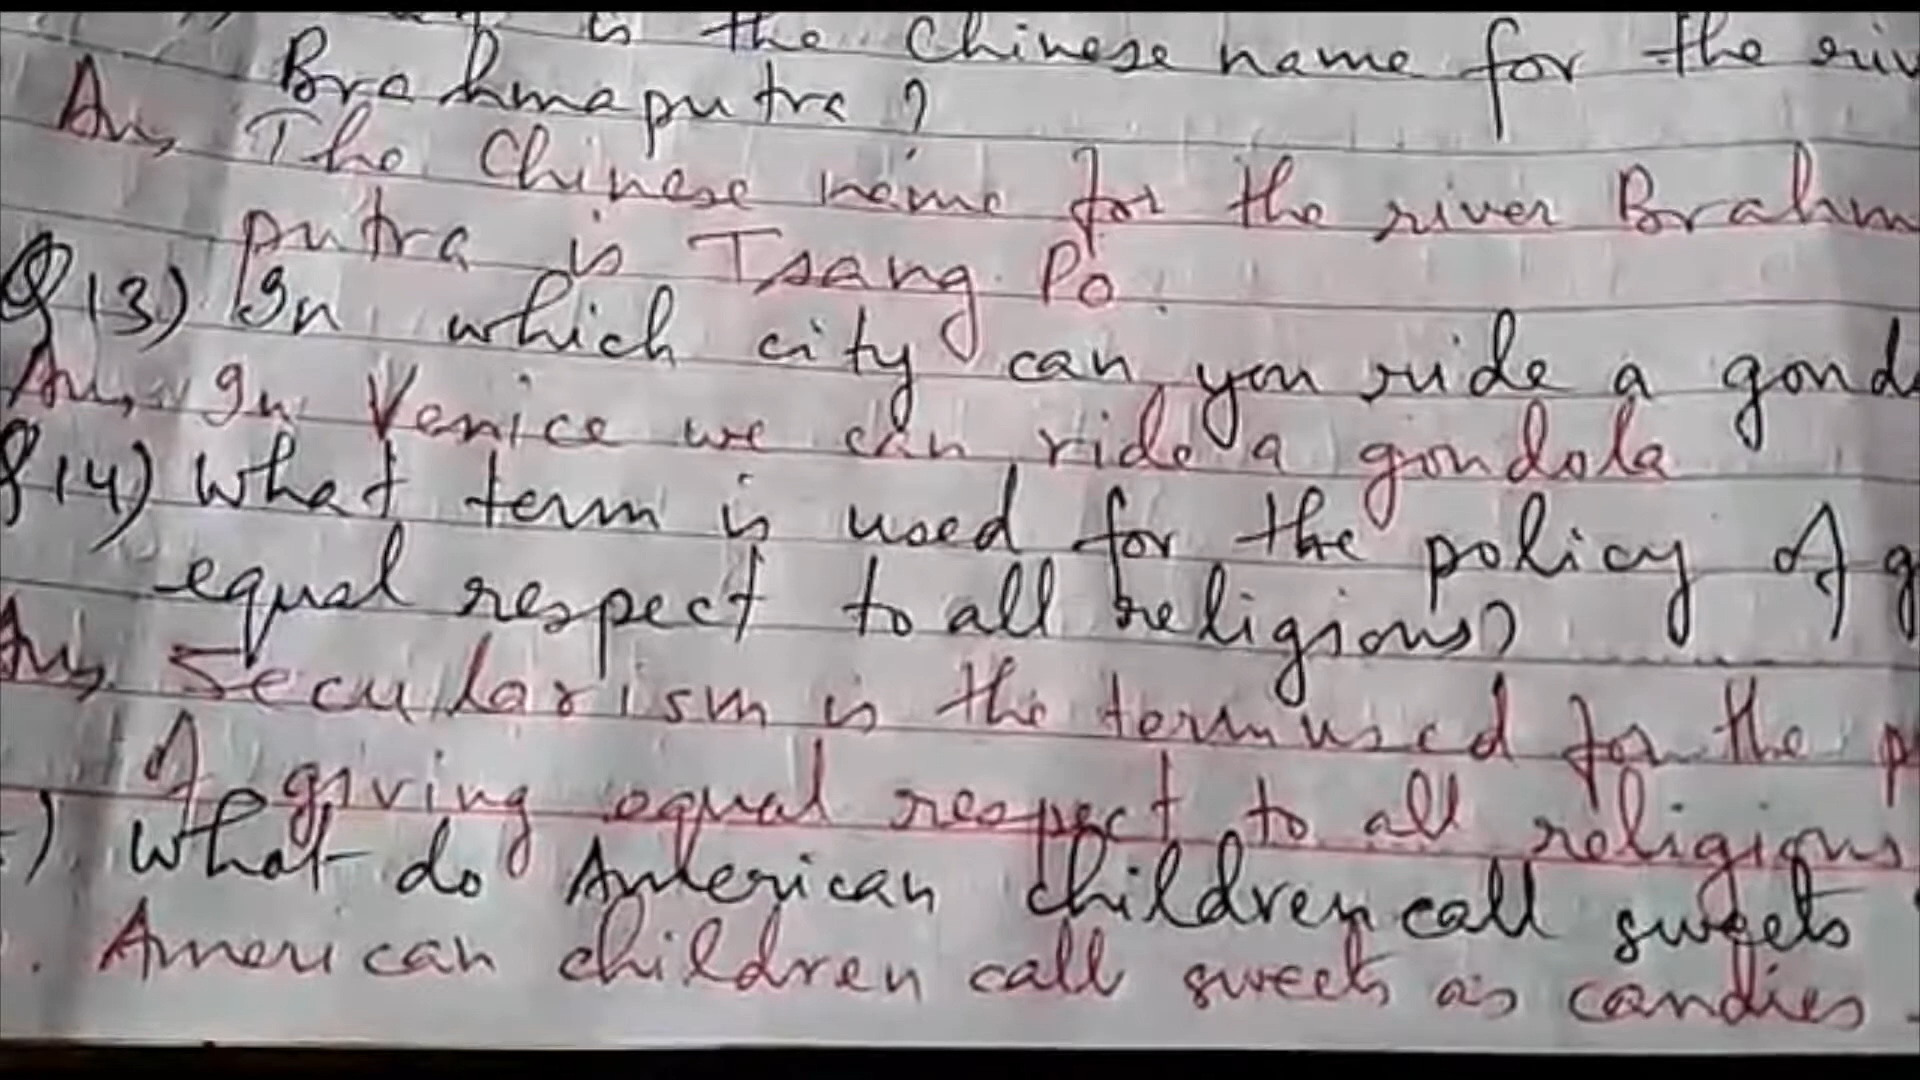 is the Chinese name for the riv
Brahmaputra ?
Ans The Chinese name for the river Brahm
putra is Tsang Po.
Q13) In which city can you ride a gond
Ans In Venice we can ride a gondola
Q14) What term is used for the policy of g
equal respect to all religions?
Ans Secularism is the term used for the p
of giving equal respect to all religions
) What do American children call sweets
. American children call sweets as candies.